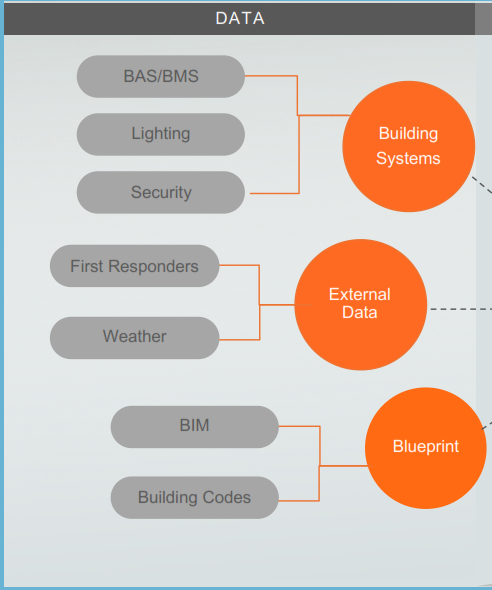 DATA
BAS/BMS
Lighting
Security
Building
Systems
First Responders
Weather
External
Data
BIM
Building Codes
Blueprint